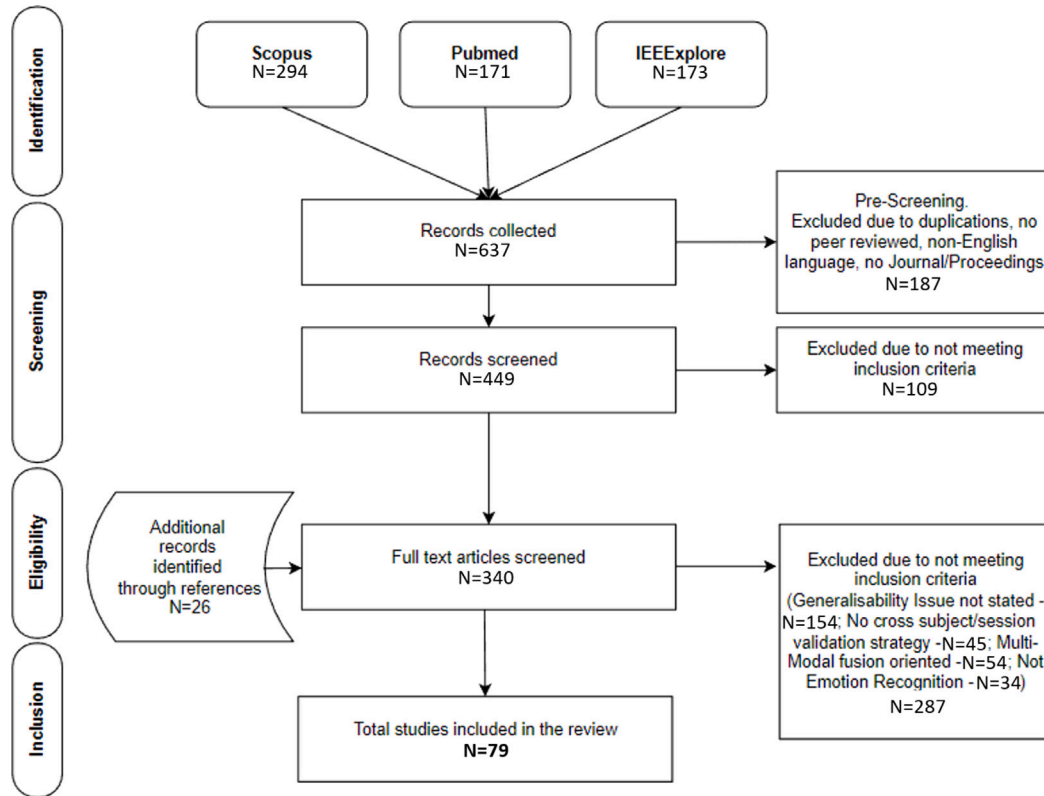 Identification
Scopus
N=294
Pubmed
N=171
IEEExplore
N=173
Screening
Records collected
N=637
Pre-Screening.
Excluded due to duplications, no
peer reviewed, non-English
language, no Journal/Proceedings
N=187
Records screened
N=449
Excluded due to not meeting
inclusion criteria
N=109
Eligibility
Additional
records
identified
through references
N=26
Full text articles screened
N=340
Excluded due to not meeting
inclusion criteria
(Generalisability Issue not stated -
N=154; No cross subject/session
validation strategy -N=45; Multi-
Modal fusion oriented -N=54; Not
Emotion Recognition -N=34)
N=287
Inclusion
Total studies included in the review
N=79